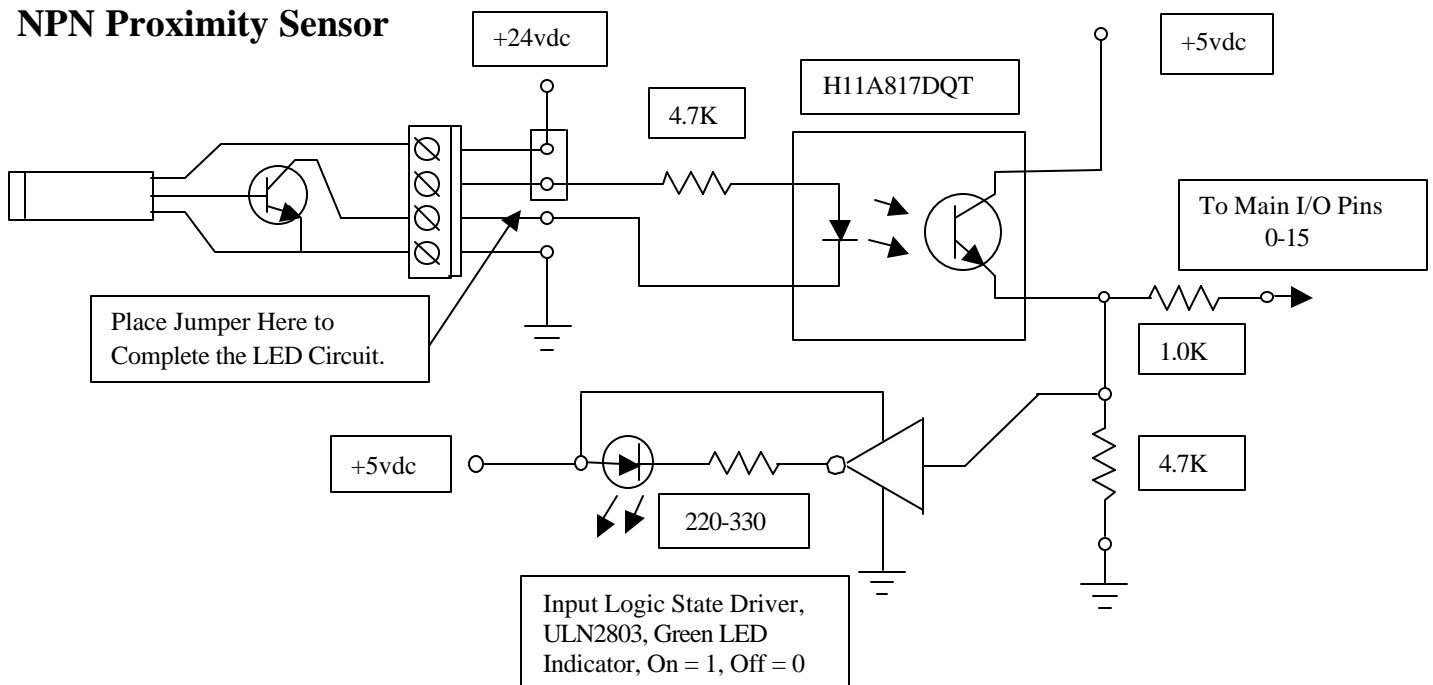 NPN Proximity Sensor
+24vdc
+5vdc
H11A817DQT
4.7K
To Main I/O Pins
0-15
Place Jumper Here to
Complete the LED Circuit.
1.0K
+5vdc
4.7K
220-330
Input Logic State Driver,
ULN2803, Green LED
Indicator, On = 1, Off = 0